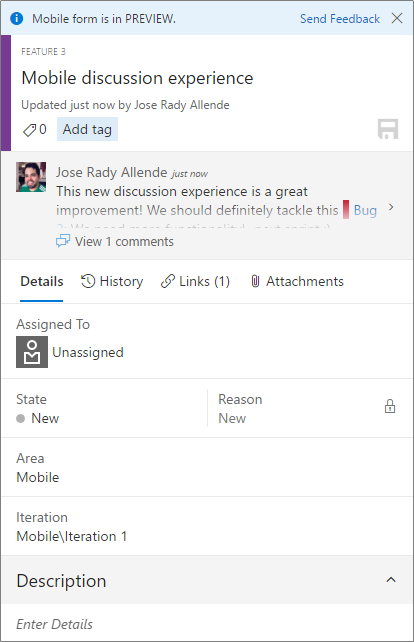 Mobile form is in PREVIEW. Send Feedback
FEATURE 3
Mobile discussion experience
Updated just now by Jose Rady Allende
0 Add tag
Jose Rady Allende just now
This new discussion experience is a great
improvement! We should definitely tackle this Bug
View 1 comments
Details History Links (1) Attachments
Assigned To
Unassigned
State Reason
New New
Area
Mobile
Iteration
Mobile\Iteration 1
Description
Enter Details